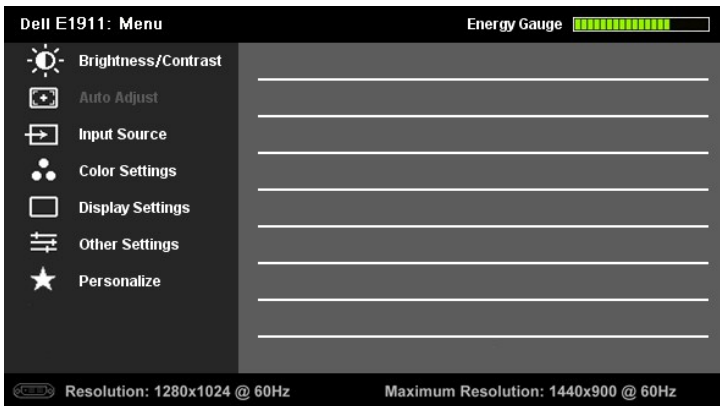 Dell E1911: Menu Energy Gauge
Brightness/Contrast
Auto Adjust
Input Source
Color Settings
Display Settings
Other Settings
Personalize
Resolution: 1280x1024 @ 60Hz Maximum Resolution: 1440x900 @ 60Hz